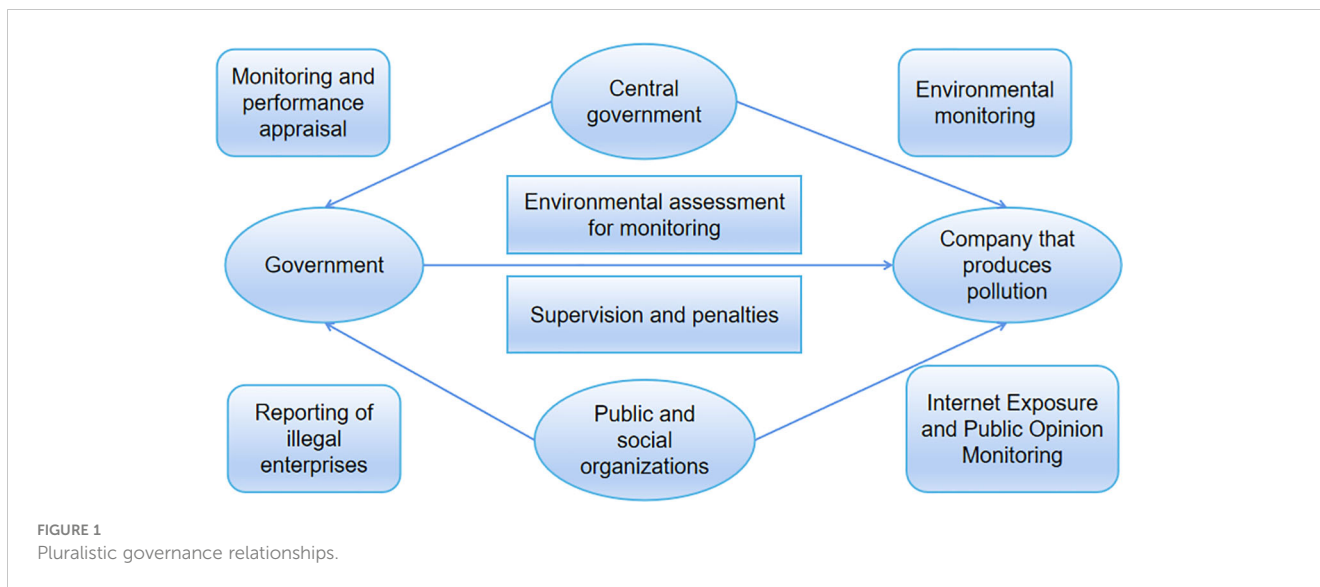 Monitoring and
performance
appraisal
Central
government
Environmental
monitoring
Environmental assessment
for monitoring
Government
Company that
produces
pollution
Supervision and penalties
Reporting of
illegal
enterprises
Public and
social
organizations
Internet Exposure
and Public Opinion
Monitoring
FIGURE 1
Pluralistic governance relationships.